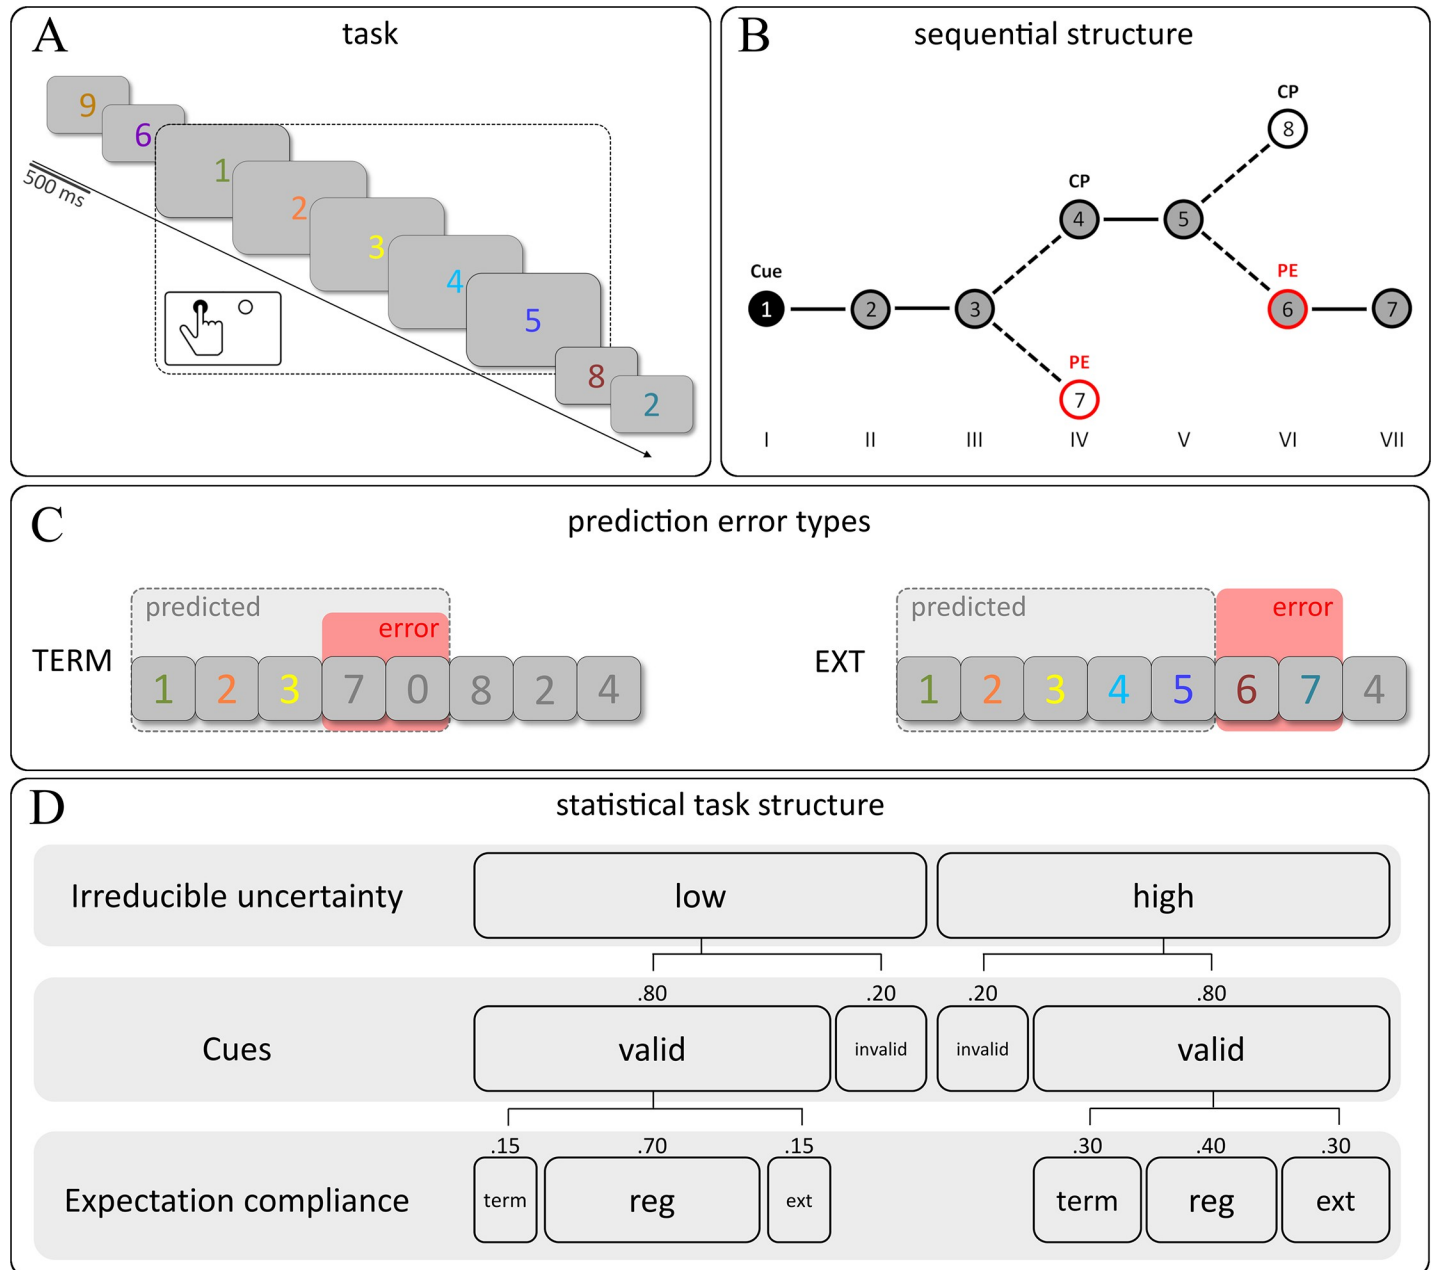 A
task
9
6
1
2
3
4
5
8
2
500 ms
B
sequential structure
CP
8
CP
4
5
Cue
PE
1
2
3
6
7
PE
7
I II III IV V VI VII
C
prediction error types
predicted
error
TERM
1 2 3 7 0 8 2 4
predicted
error
EXT
1 2 3 4 5 6 7 4
D
statistical task structure
Irreducible uncertainty low high
.80 .20 .20 .80
Cues valid invalid invalid valid
.15 .70 .15 .30 .40 .30
Expectation compliance term reg ext term reg ext